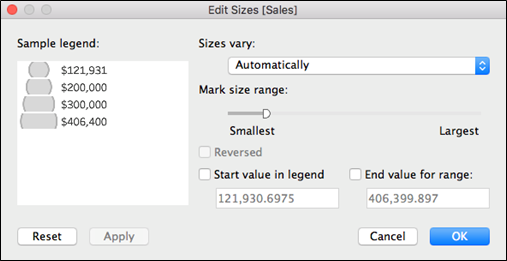 Edit Sizes [Sales]
Sample legend:
$121,931
$200,000
$300,000
$406,400
Sizes vary:
Automatically
Mark size range:
Smallest Largest
Reversed
Start value in legend End value for range:
121,930.6975 406,399.897
Reset Apply Cancel OK